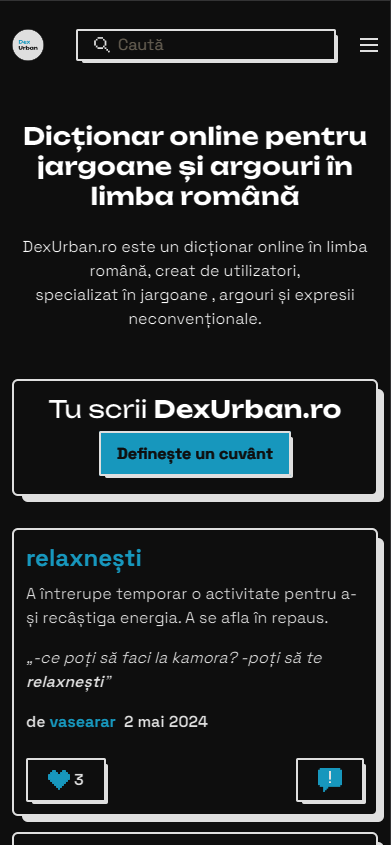 Dex
Urban
Caută
Dicționar online pentru
jargoane și argouri în
limba română
DexUrban.ro este un dicționar online în limba
română, creat de utilizatori,
specializat în jargoane , argouri și expresii
neconvenționale.
Tu scrii DexUrban.ro
Definește un cuvânt
relaxnești
A întrerupe temporar o activitate pentru a-
și recâștiga energia. A se afla în repaus.
„-ce poți să faci la kamora? -poți să te
relaxnești”
de vasearar 2 mai 2024
3